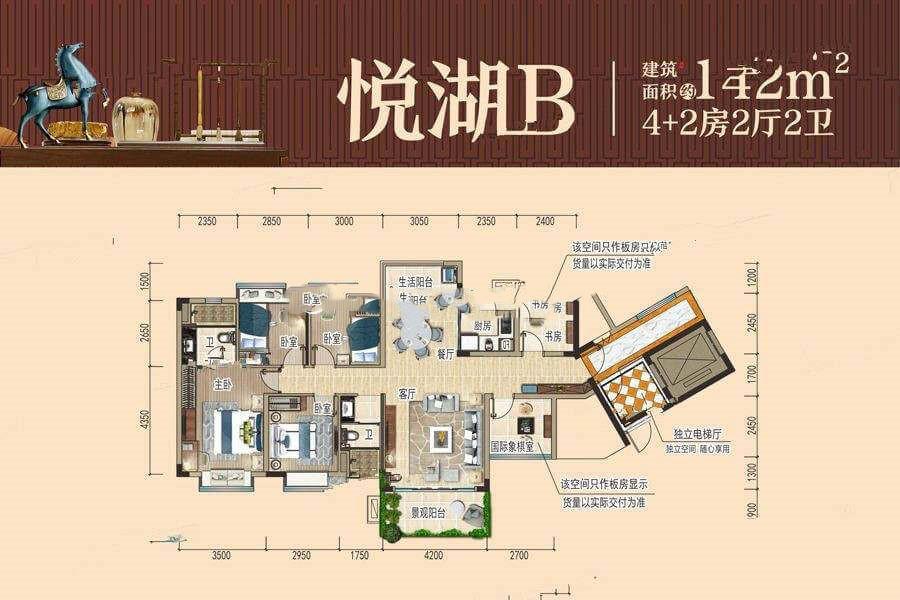 悦湖B
建筑面积约142m²
4+2房2厅2卫
2350 2850 3000 3050 2350 2400
该空间只作板房
货量以实际交付为准
1500 2650 4350
1200 2450 1700 2450 1300 900
生活阳台
卧室
厨房
书房
卫
卧室
卧室
餐厅
书房
主卧
客厅
卧室
卫
国际象棋室
独立电梯厅
独立空间 随心享用
该空间只作板房显示
货量以实际交付为准
景观阳台
3500 2950 1750 4200 2700